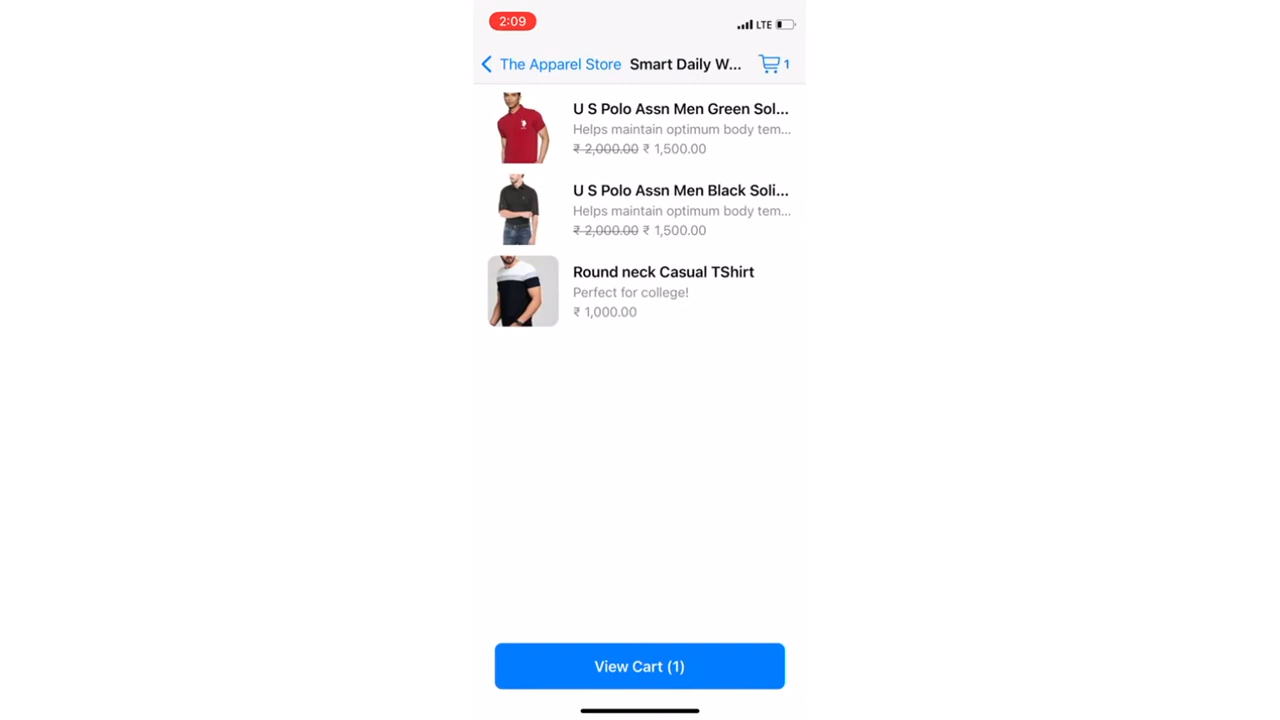 2:09
LTE
The Apparel Store Smart Daily W... 1
U S Polo Assn Men Green Sol...
Helps maintain optimum body tem...
₹ 2,000.00 ₹ 1,500.00
U S Polo Assn Men Black Soli...
Helps maintain optimum body tem...
₹ 2,000.00 ₹ 1,500.00
Round neck Casual TShirt
Perfect for college!
₹ 1,000.00
View Cart (1)